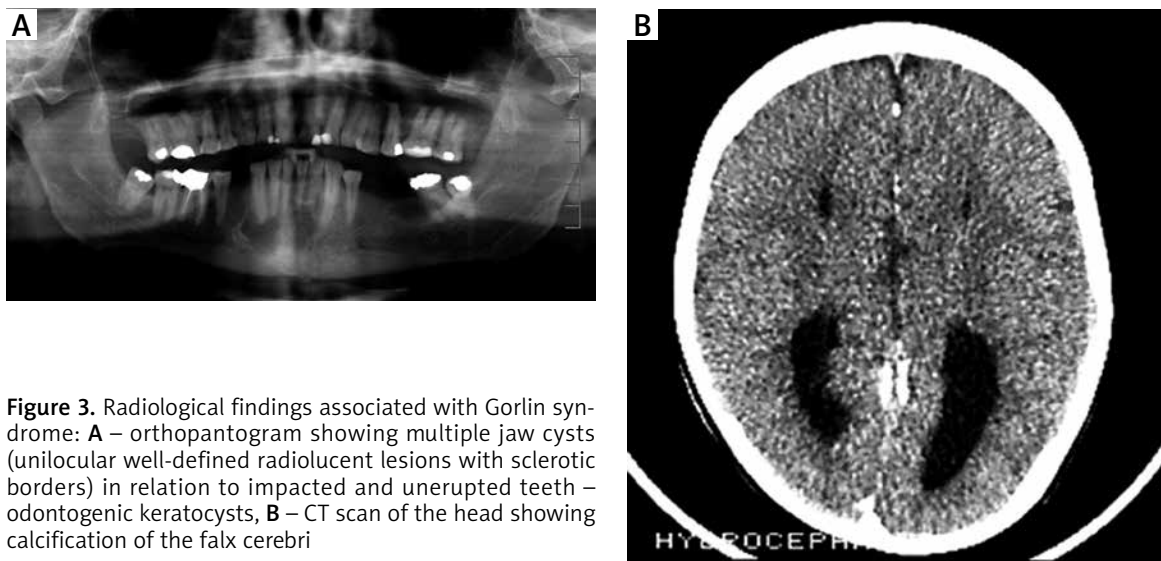 A
B
Figure 3. Radiological findings associated with Gorlin syn-
drome: A – orthopantogram showing multiple jaw cysts
(unilocular well-defined radiolucent lesions with sclerotic
borders) in relation to impacted and unerupted teeth –
odontogenic keratocysts, B – CT scan of the head showing
calcification of the falx cerebri